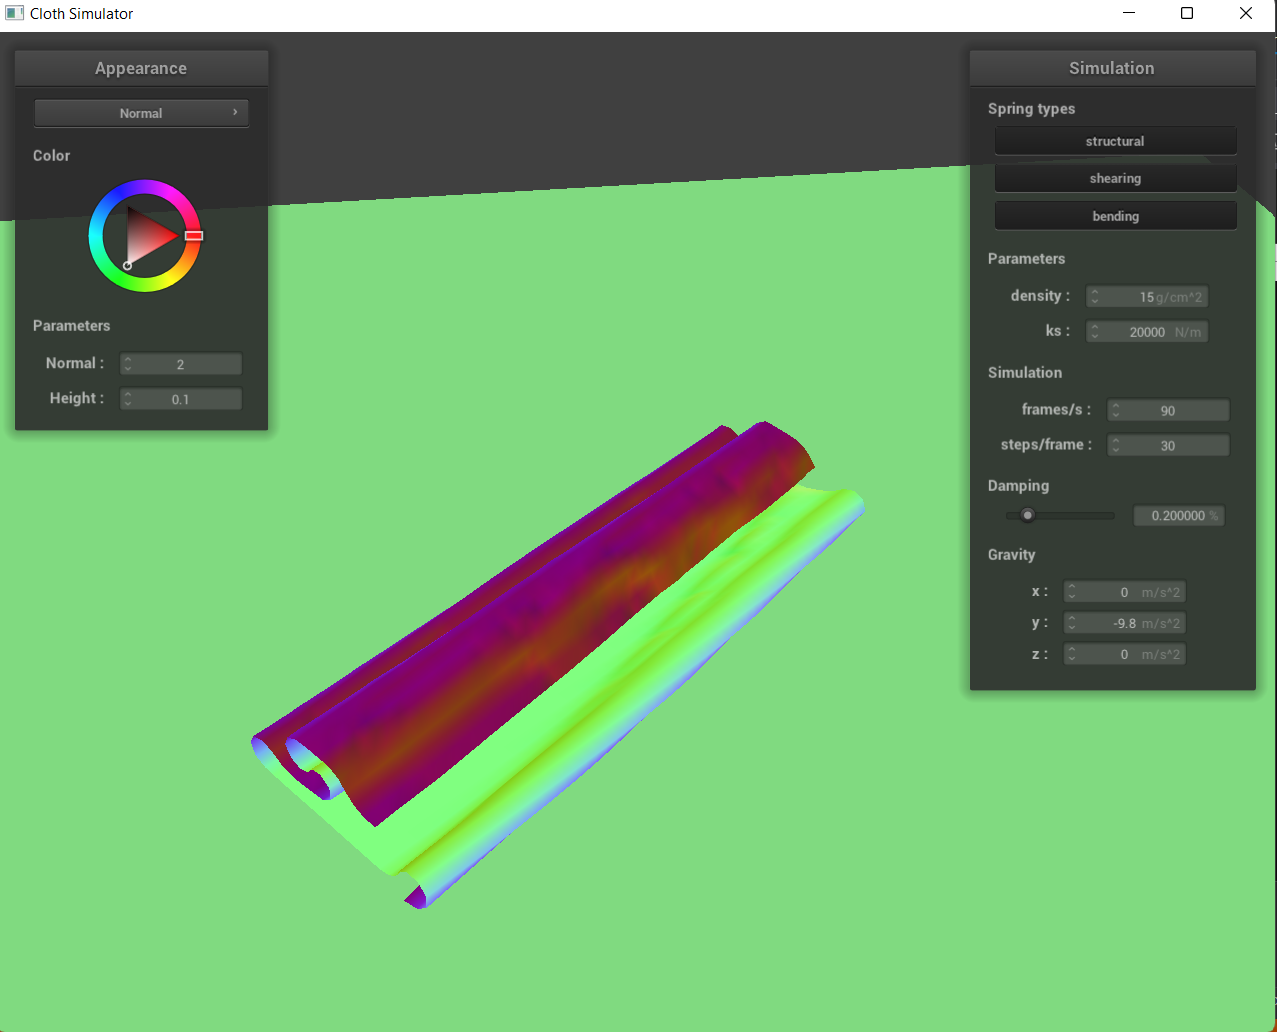 Cloth Simulator
Appearance
Normal
Color
Parameters
Normal : 2
Height : 0.1
Simulation
Spring types
structural
shearing
bending
Parameters
density : 15 g/cm^2
ks : 20000 N/m
Simulation
frames/s : 90
steps/frame : 30
Damping
0.200000 %
Gravity
x : 0 m/s^2
y : -9.8 m/s^2
z : 0 m/s^2